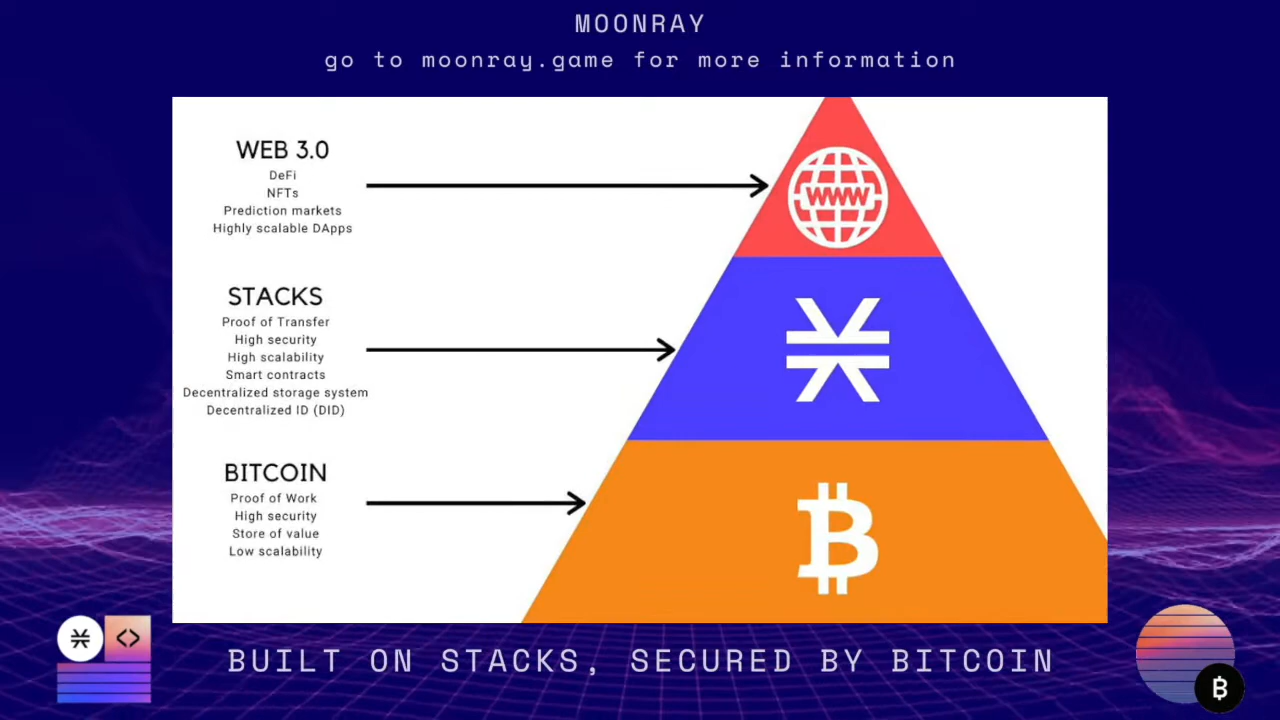 MOONRAY
go to moonray.game for more information
WEB 3.0
DeFi
NFTs
Prediction markets
Highly scalable DApps
WWW
STACKS
Proof of Transfer
High security
High scalability
Smart contracts
Decentralized storage system
Decentralized ID (DID)
BITCOIN
Proof of Work
High security
Store of value
Low scalability
BUILT ON STACKS, SECURED BY BITCOIN